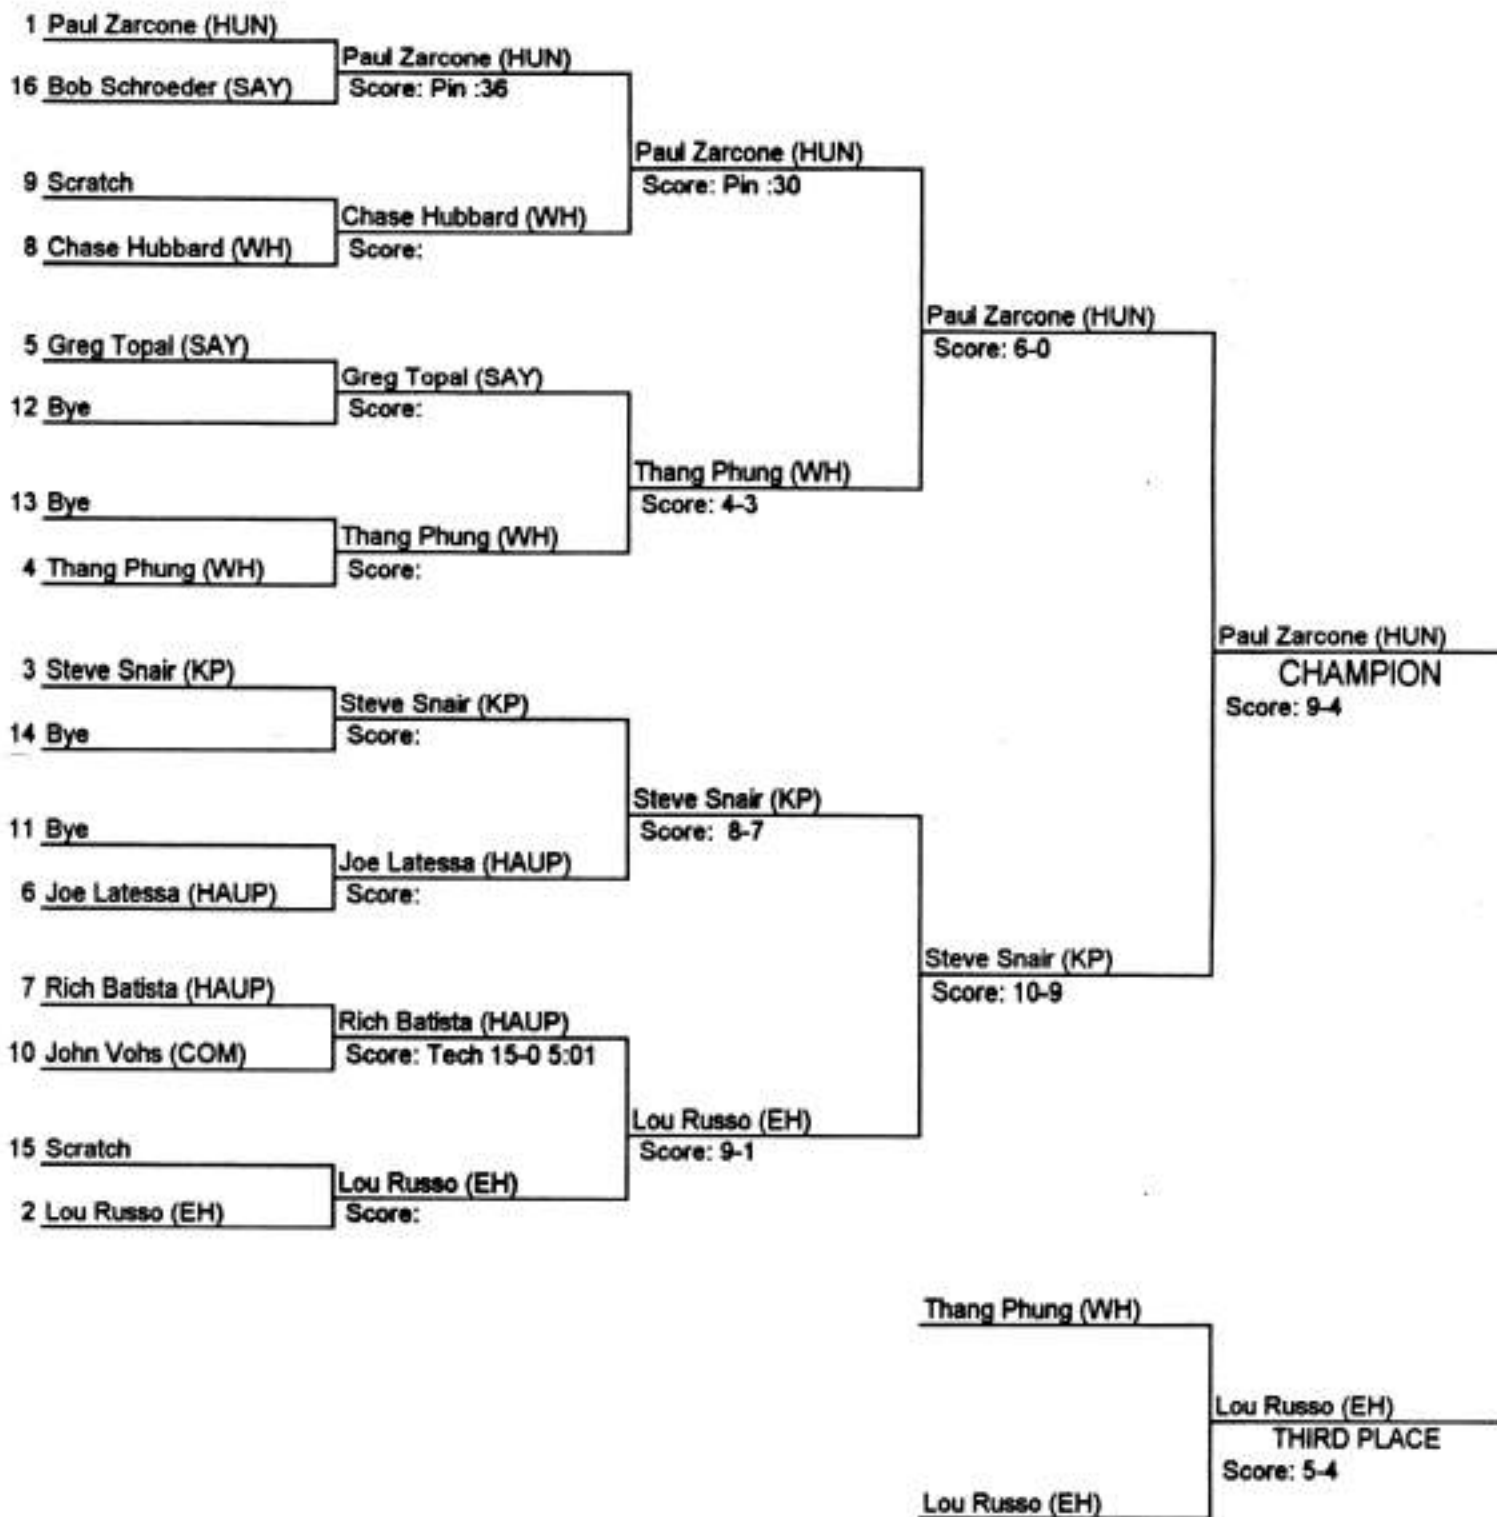 1 Paul Zarcone (HUN)
16 Bob Schroeder (SAY)
9 Scratch
8 Chase Hubbard (WH)
5 Greg Topal (SAY)
12 Bye
13 Bye
4 Thang Phung (WH)
3 Steve Snair (KP)
14 Bye
11 Bye
6 Joe Latessa (HAUP)
7 Rich Batista (HAUP)
10 John Vohs (COM)
15 Scratch
2 Lou Russo (EH)
Paul Zarcone (HUN)
Score: Pin :36
Chase Hubbard (WH)
Score:
Greg Topal (SAY)
Score:
Thang Phung (WH)
Score:
Steve Snair (KP)
Score:
Joe Latessa (HAUP)
Score:
Rich Batista (HAUP)
Score: Tech 15-0 5:01
Lou Russo (EH)
Score:
Paul Zarcone (HUN)
Score: Pin :30
Thang Phung (WH)
Score: 4-3
Steve Snair (KP)
Score: 8-7
Lou Russo (EH)
Score: 9-1
Paul Zarcone (HUN)
Score: 6-0
Steve Snair (KP)
Score: 10-9
Paul Zarcone (HUN)
CHAMPION
Score: 9-4
Thang Phung (WH)
Lou Russo (EH)
Lou Russo (EH)
THIRD PLACE
Score: 5-4